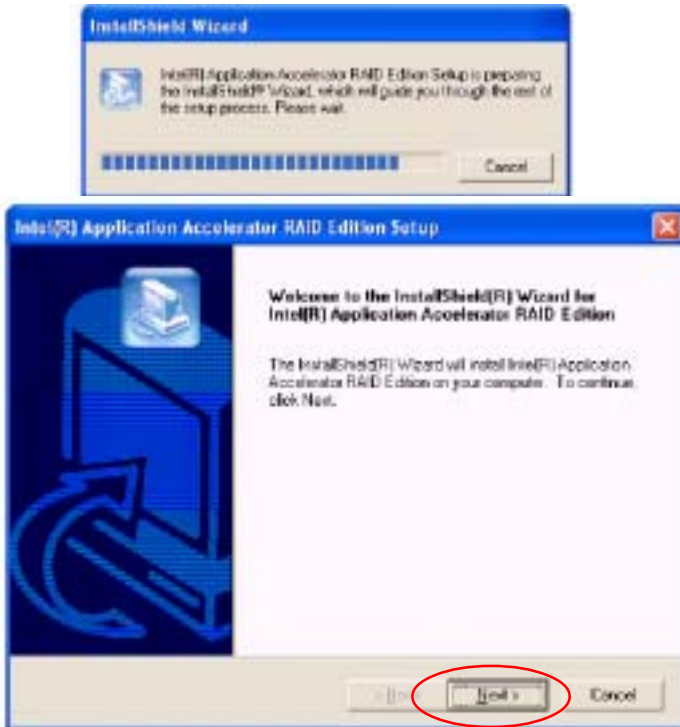 InstallShield Wizard
Intel(R) Application Accelerator RAID Edition Setup is preparing
the InstallShield® Wizard, which will guide you through the rest of
the setup process. Please wait.
Cancel
Intel(R) Application Accelerator RAID Edition Setup
Welcome to the InstallShield(R) Wizard for
Intel(R) Application Accelerator RAID Edition
The InstallShield(R) Wizard will install Intel(R) Application
Accelerator RAID Edition on your computer. To continue,
click Next.
< Back
Next >
Cancel